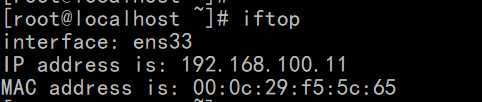 [root@localhost ~]# iftop
interface: ens33
IP address is: 192.168.100.11
MAC address is: 00:0c:29:f5:5c:65